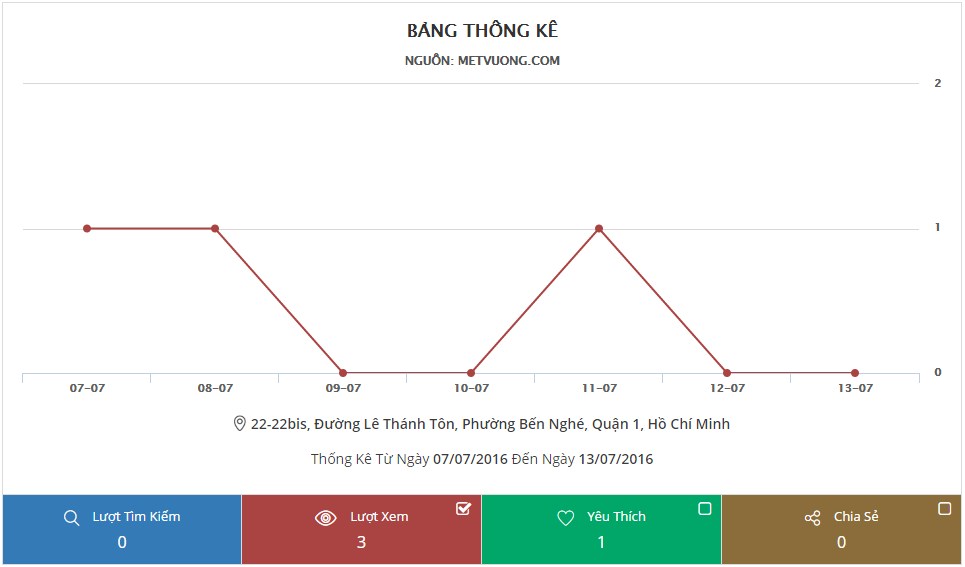 BẢNG THỐNG KÊ
NGUỒN: METVUONG.COM
2
1
0
07-07 08-07 09-07 10-07 11-07 12-07 13-07
22-22bis, Đường Lê Thánh Tôn, Phường Bến Nghé, Quận 1, Hồ Chí Minh
Thống Kê Từ Ngày 07/07/2016 Đến Ngày 13/07/2016
Lượt Tìm Kiếm
0
Lượt Xem
3
Yêu Thích
1
Chia Sẻ
0